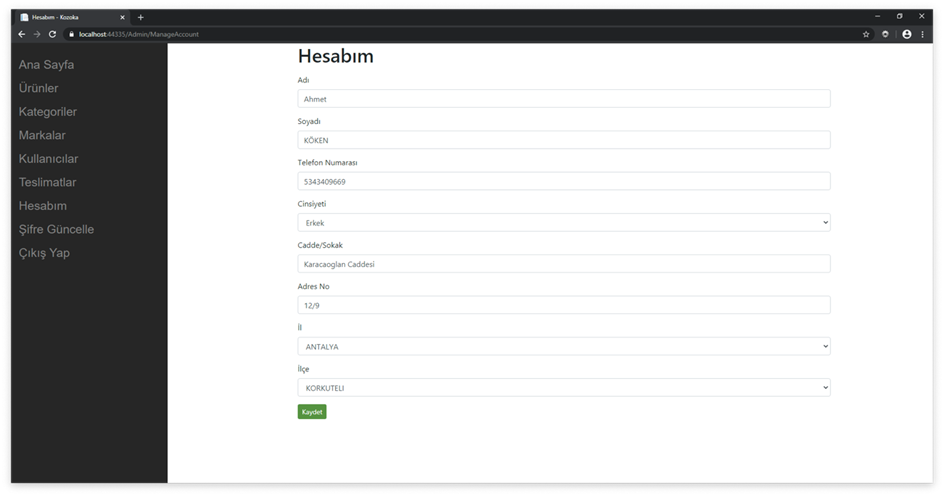 Hesabım - Kozoka
localhost:44335/Admin/ManageAccount
Ana Sayfa
Ürünler
Kategoriler
Markalar
Kullanıcılar
Teslimatlar
Hesabım
Şifre Güncelle
Çıkış Yap
Hesabım
Adı
Ahmet
Soyadı
KÖKEN
Telefon Numarası
5343409669
Cinsiyeti
Erkek
Cadde/Sokak
Karacaoglan Caddesi
Adres No
12/9
İl
ANTALYA
İlçe
KORKUTELI
Kaydet